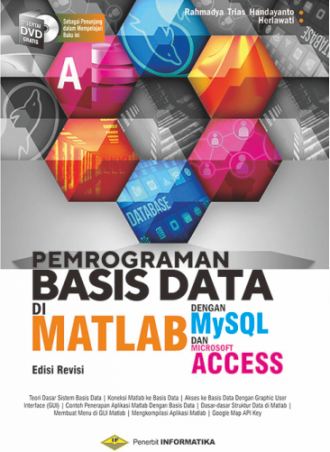 DVD
GRATIS
Sebagai Penunjang
dalam Mempelajari
Buku ini
Rahmadya Trias Handayanto
Herlawati
A
DATABASE
PEMROGRAMAN
BASIS DATA
DI
MATLAB
DENGAN
MySQL
DAN
MICROSOFT
ACCESS
Edisi Revisi
Teori Dasar Sistem Basis Data | Koneksi Matlab ke Basis Data | Akses ke Basis Data Dengan Graphic User
Interface (GUI) | Contoh Penerapan Aplikasi Matlab Dengan Basis Data | Dasar-dasar Struktur Data di Matlab |
Membuat Menu di GUI Matlab | Mengkompilasi Aplikasi Matlab | Google Map API Key
Penerbit INFORMATIKA